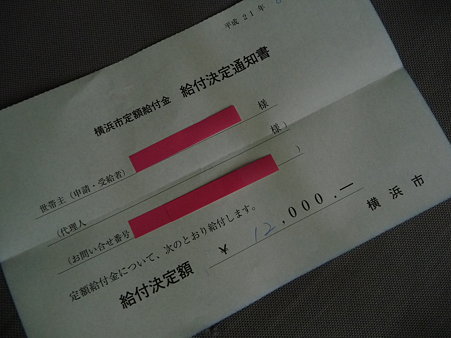 平成21年
横浜市定額給付金 給付決定通知書
世帯主(申請・受給者) 様
(代理人 様)
(お問い合せ番号 )
定額給付金について、次のとおり給付します。
給付決定額 ¥ 12,000.―
横浜市